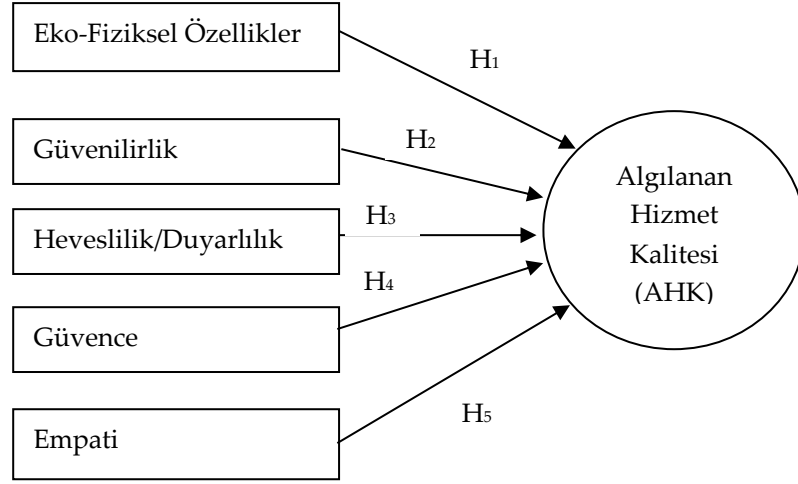 Eko-Fiziksel Özellikler
H1
Güvenilirlik
H2
Heveslilik/Duyarlılık
H3
Güvence
H4
Empati
H5
Algılanan
Hizmet
Kalitesi
(AHK)